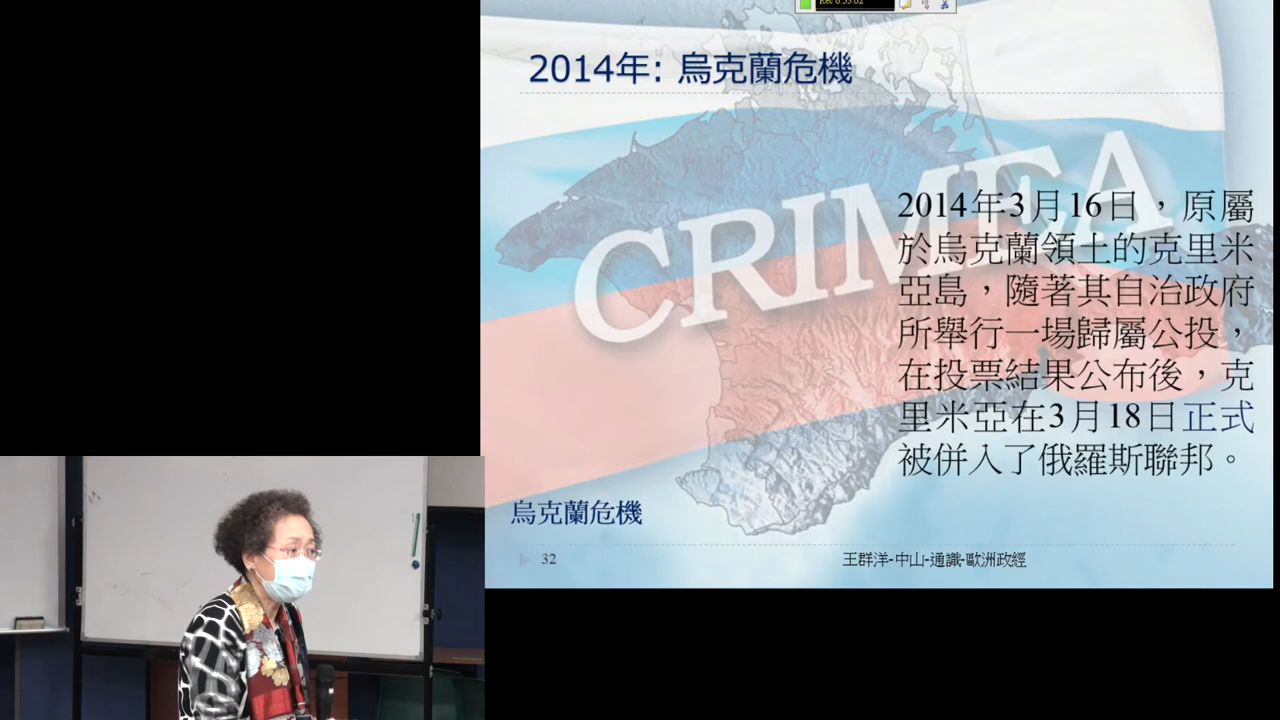 Rec 0:53:02
2014年: 烏克蘭危機
CRIMEA
2014年3月16日，原屬
於烏克蘭領土的克里米
亞島，隨著其自治政府
所舉行一場歸屬公投，
在投票結果公布後，克
里米亞在3月18日正式
被併入了俄羅斯聯邦。
烏克蘭危機
32
王群洋-中山-通識-歐洲政經